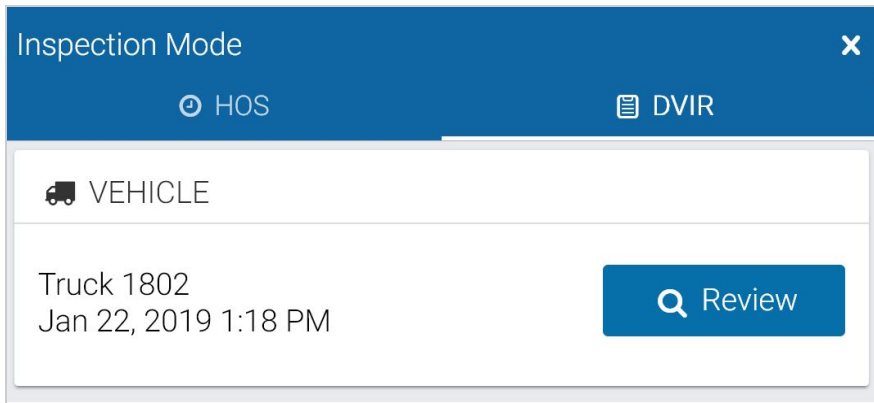 Inspection Mode
HOS
DVIR
VEHICLE
Truck 1802
Jan 22, 2019 1:18 PM
Review